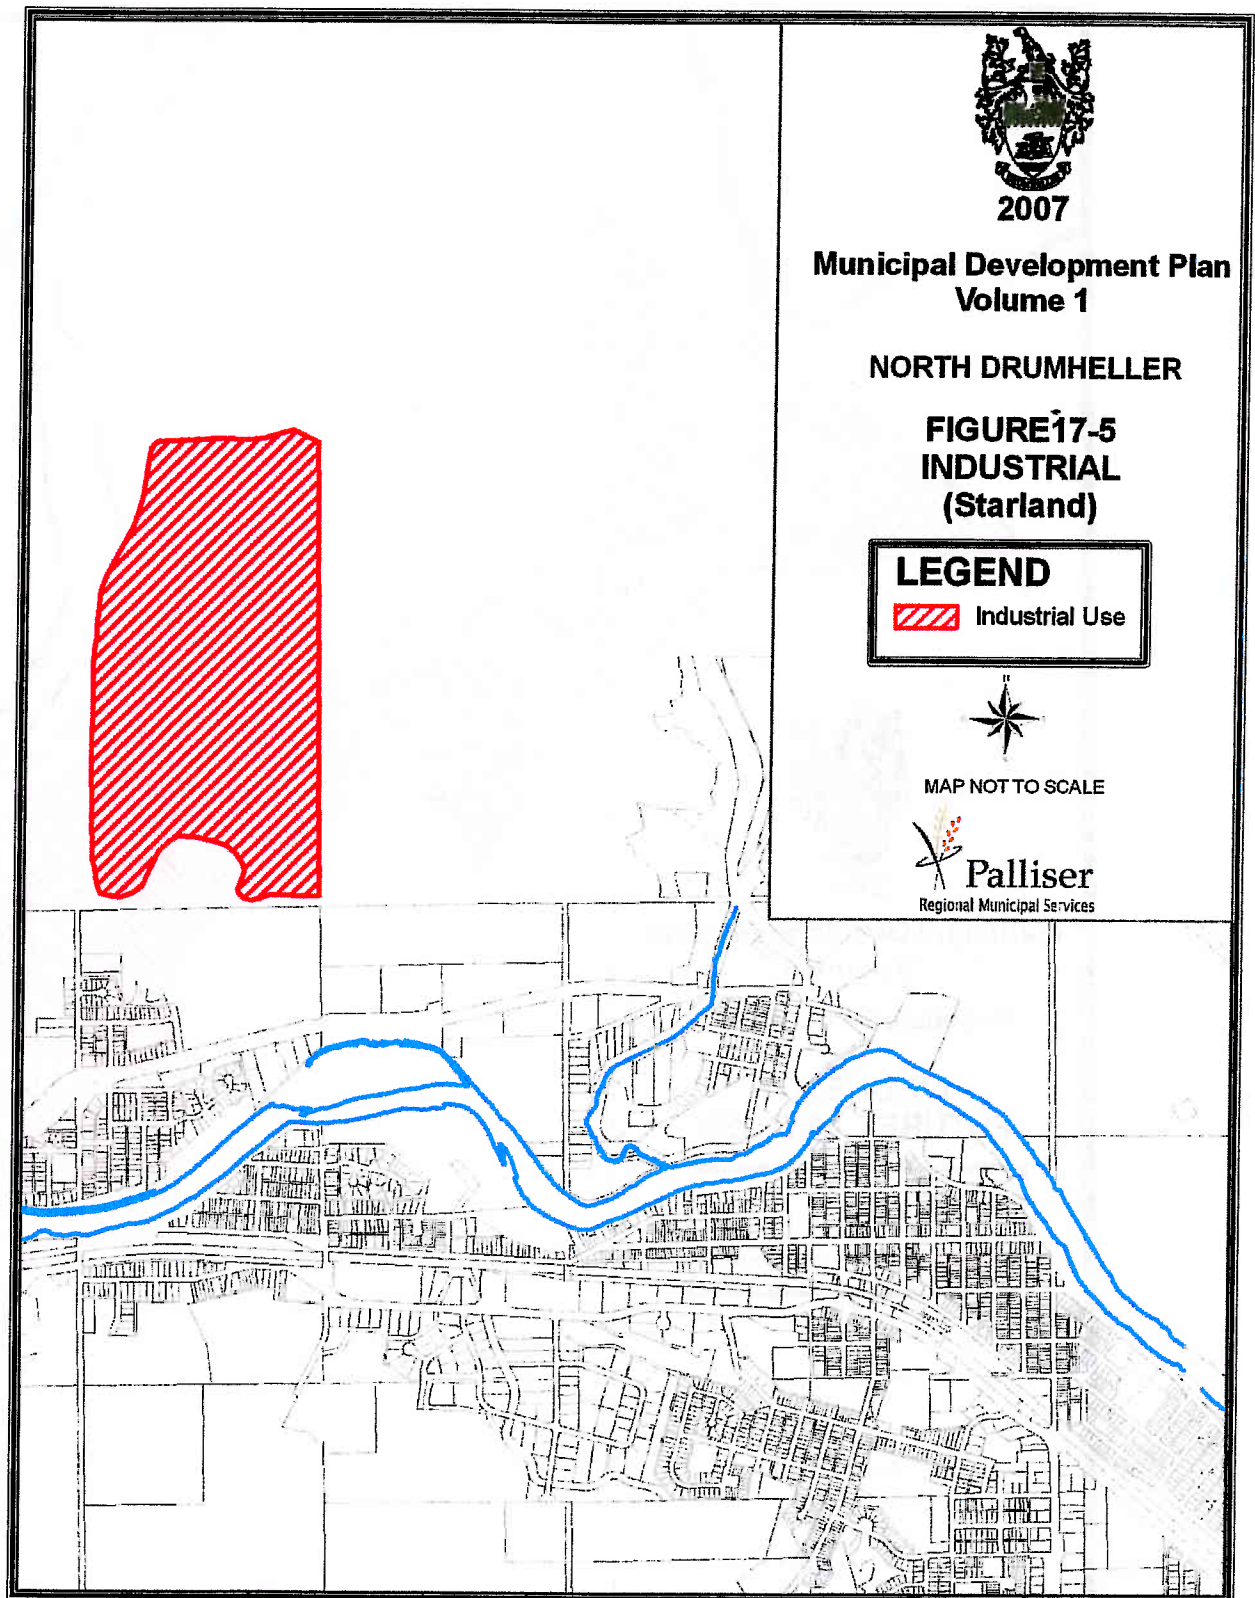 2007
Municipal Development Plan
Volume 1
NORTH DRUMHELLER
FIGURE 17-5
INDUSTRIAL
(Starland)
LEGEND
Industrial Use
MAP NOT TO SCALE
Palliser
Regional Municipal Services